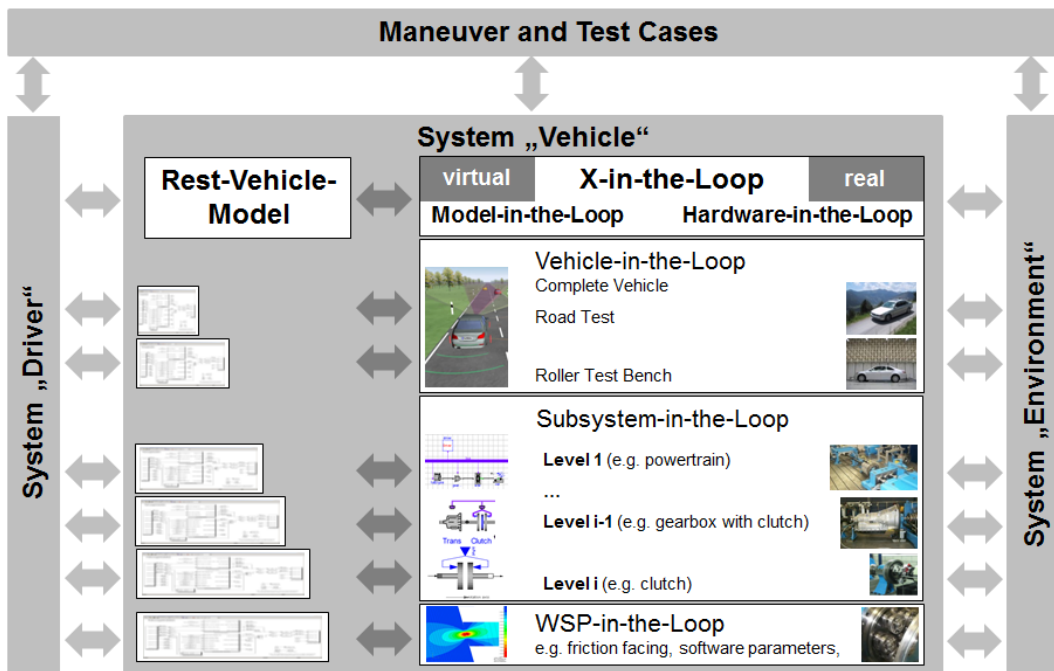 Maneuver and Test Cases
System „Driver“
System „Vehicle“
Rest-Vehicle-
Model
virtual
X-in-the-Loop
real
Model-in-the-Loop
Hardware-in-the-Loop
Vehicle-in-the-Loop
Complete Vehicle
Road Test
Roller Test Bench
Subsystem-in-the-Loop
Level 1 (e.g. powertrain)
...
Level i-1 (e.g. gearbox with clutch)
Trans Clutch
Level i (e.g. clutch)
WSP-in-the-Loop
e.g. friction facing, software parameters,
System „Environment“